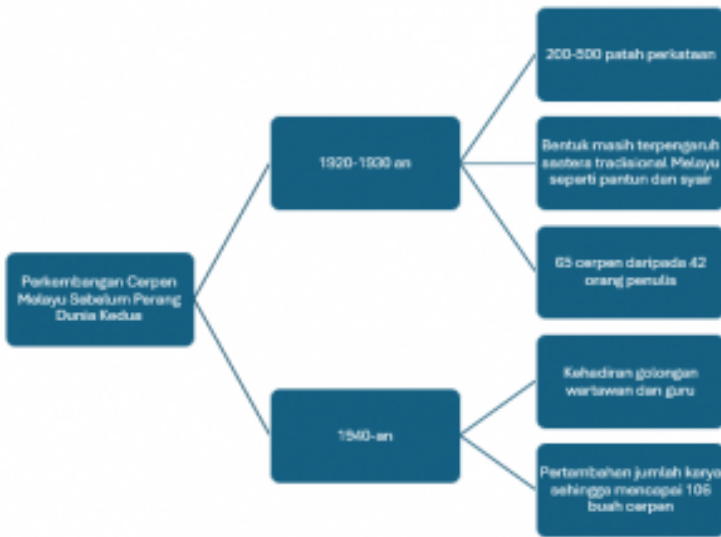 Perkembangan Cerpen
Melayu Sebelum Perang
Dunia Kedua
1920-1930 an
200-500 patah perkataan
Bentuk masih terpengaruh
sastera tradisional Melayu
seperti pantun dan syair
65 cerpen daripada 42
orang penulis
1940-an
Kehadiran golongan
wartawan dan guru
Pertambahan jumlah karya
sehingga mencapai 106
buah cerpen